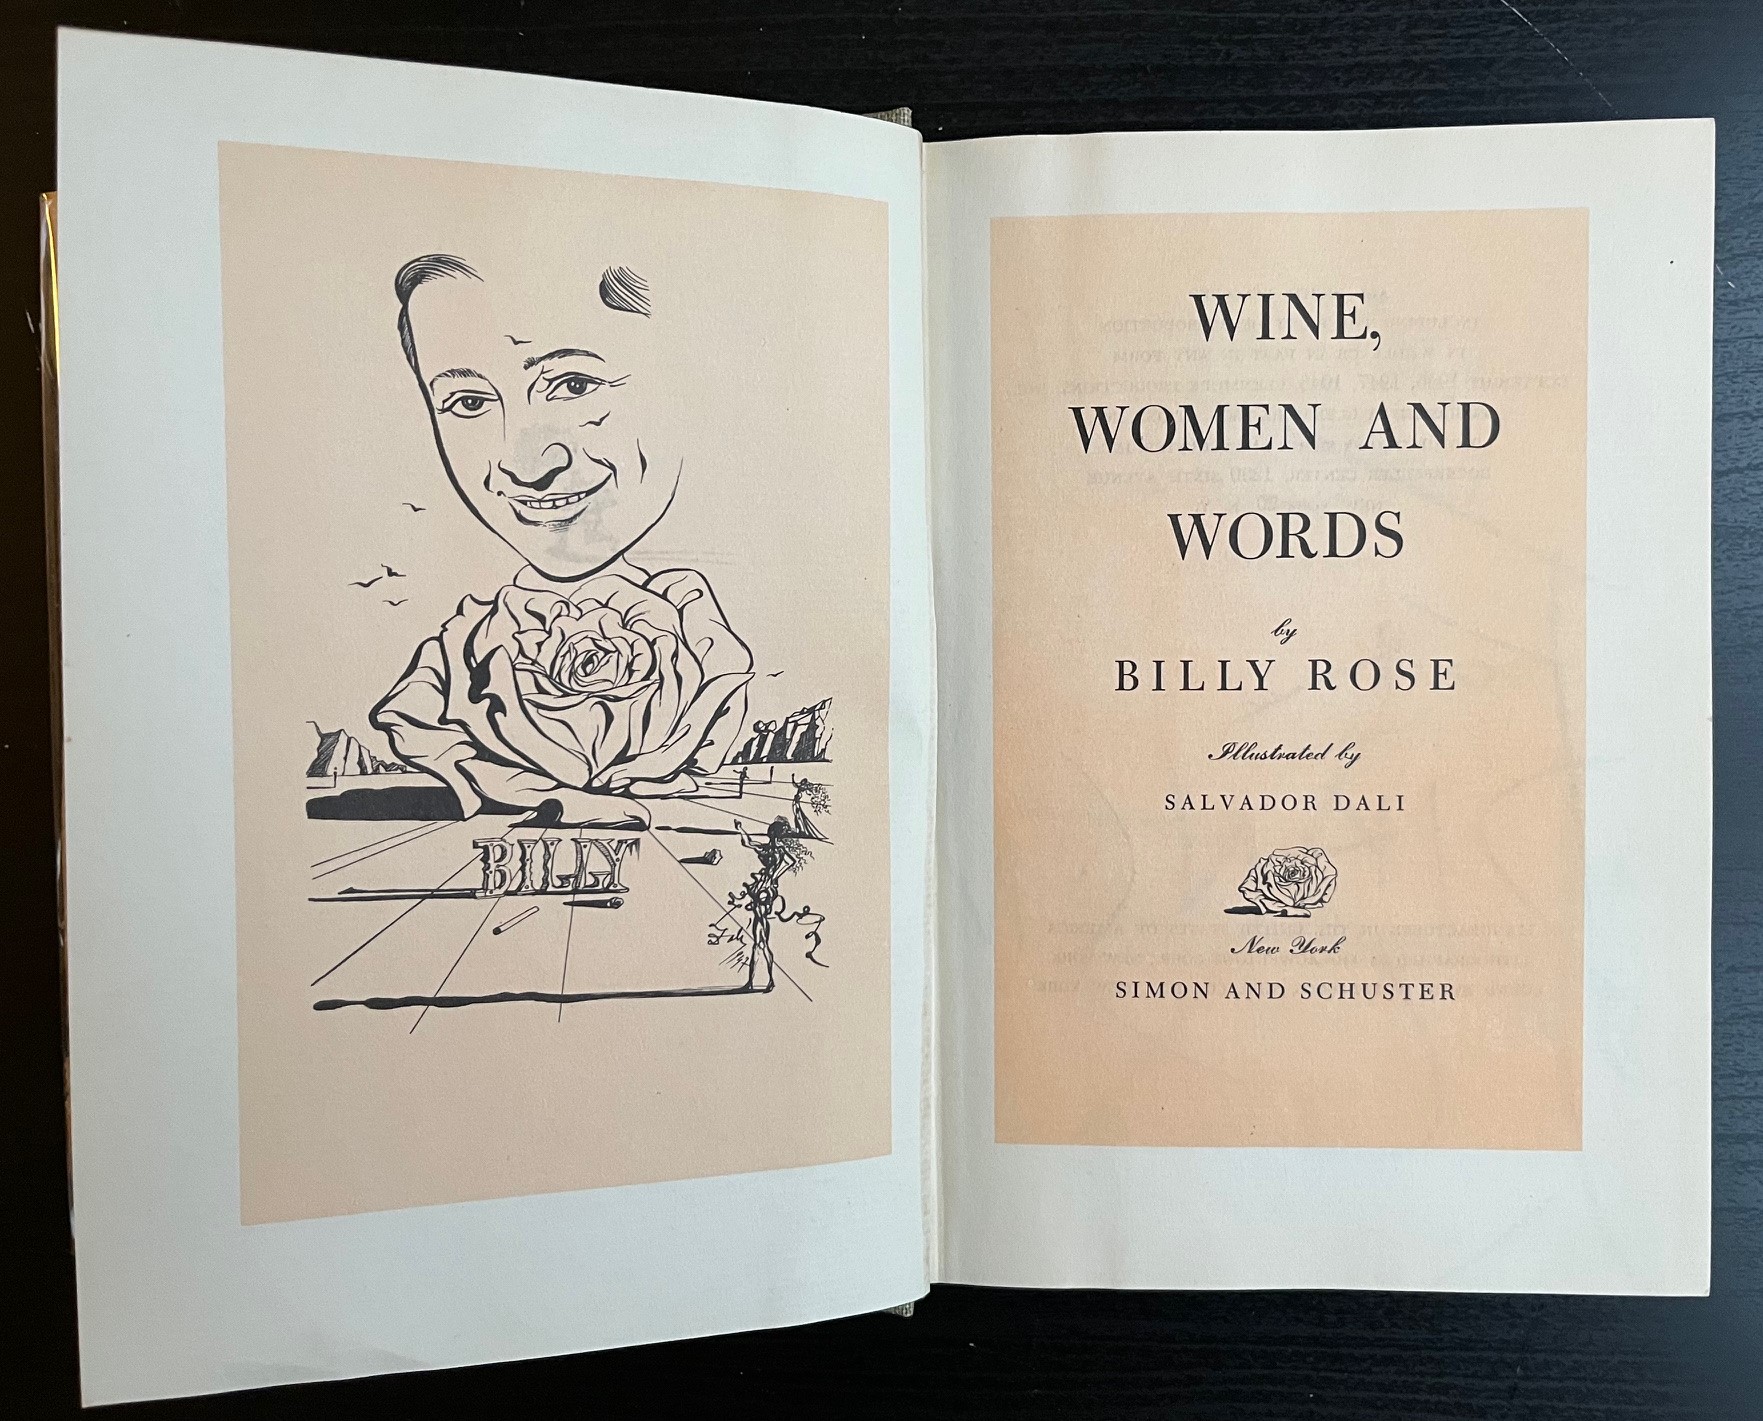 BILLY
WINE,
WOMEN AND
WORDS
by
BILLY ROSE
Illustrated by
SALVADOR DALI
New York
SIMON AND SCHUSTER